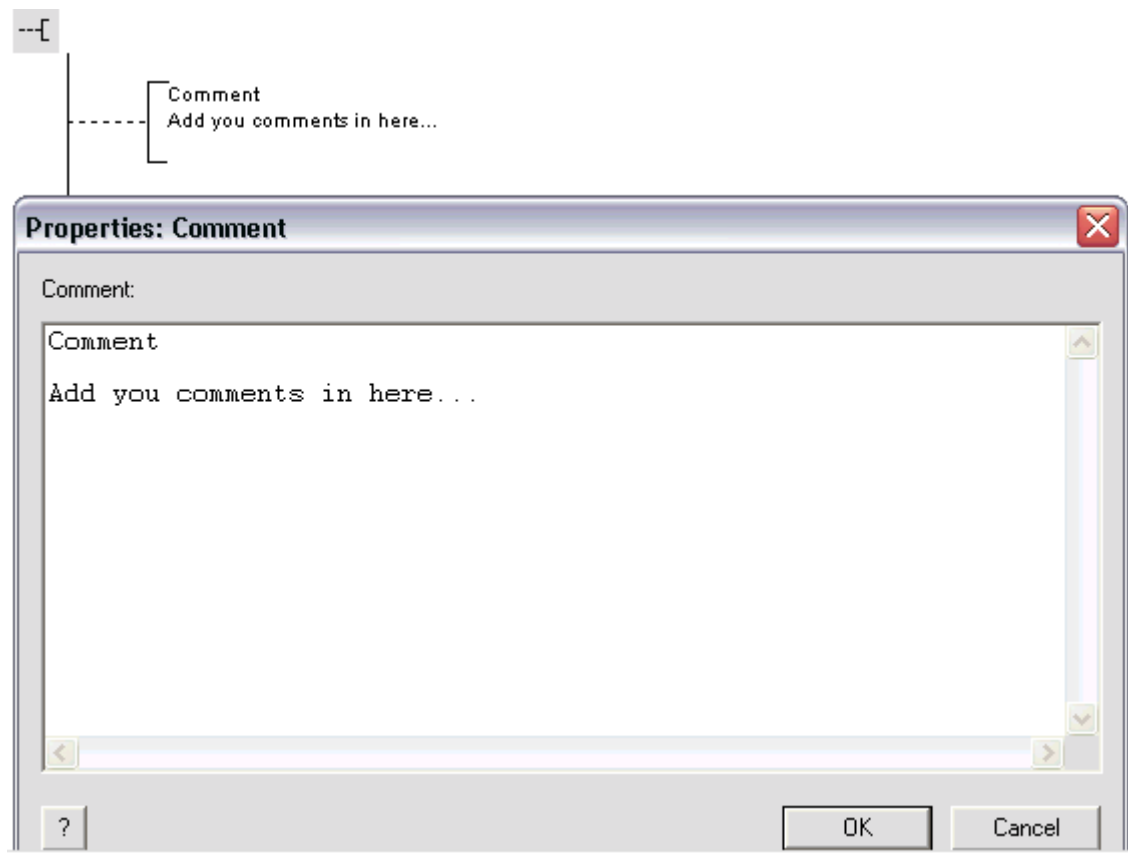 Comment
Add you comments in here...
Properties: Comment
Comment:
Comment
Add you comments in here...
?
OK
Cancel